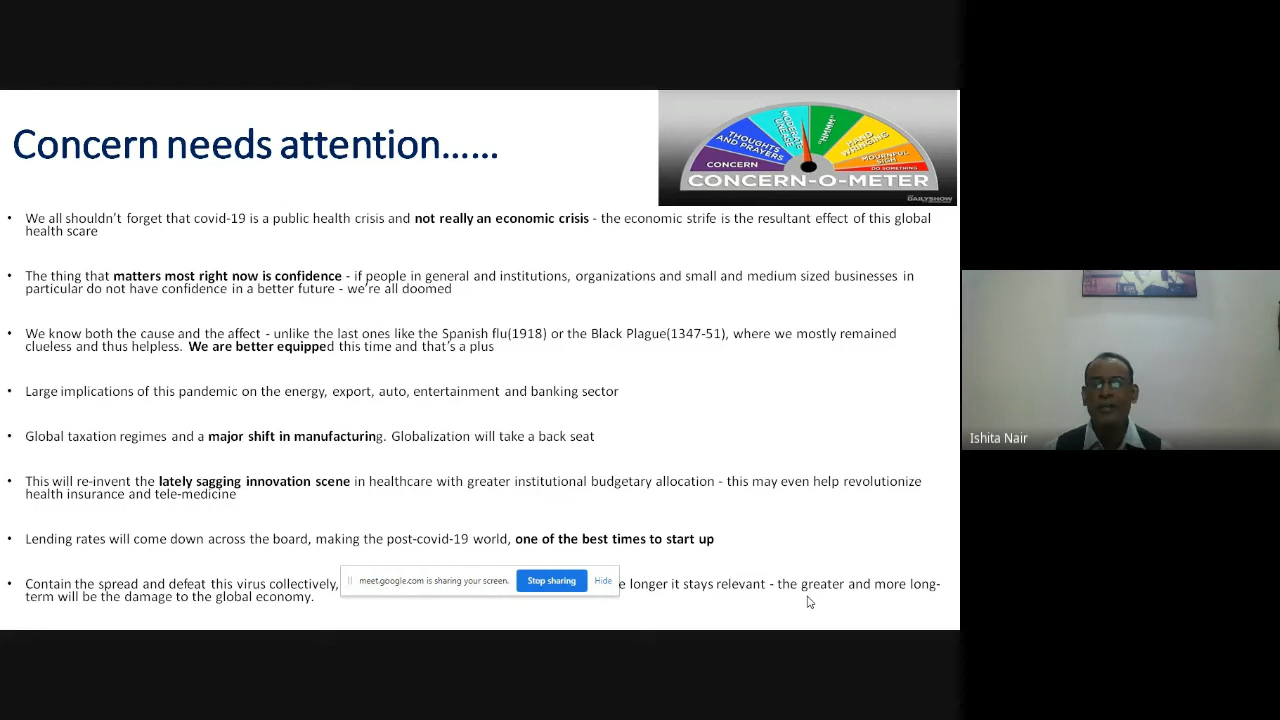 Concern needs attention......
THOUGHTS
AND PRAYERS
MODERATE
UNEASE
"HMMM"
HAND
WRINGING
MOURNFUL
SIGH
CONCERN
DO SOMETHING
CONCERN-O-METER
DAILYSHOW
• We all shouldn't forget that covid-19 is a public health crisis and not really an economic crisis - the economic strife is the resultant effect of this global
health scare
• The thing that matters most right now is confidence - if people in general and institutions, organizations and small and medium sized businesses in
particular do not have confidence in a better future - we're all doomed
• We know both the cause and the affect - unlike the last ones like the Spanish flu(1918) or the Black Plague(1347-51), where we mostly remained
clueless and thus helpless. We are better equipped this time and that's a plus
• Large implications of this pandemic on the energy, export, auto, entertainment and banking sector
• Global taxation regimes and a major shift in manufacturing. Globalization will take a back seat
• This will re-invent the lately sagging innovation scene in healthcare with greater institutional budgetary allocation - this may even help revolutionize
health insurance and tele-medicine
• Lending rates will come down across the board, making the post-covid-19 world, one of the best times to start up
• Contain the spread and defeat this virus collectively,
meet.google.com is sharing your screen. Stop sharing Hide
longer it stays relevant - the greater and more long-
term will be the damage to the global economy.
Ishita Nair